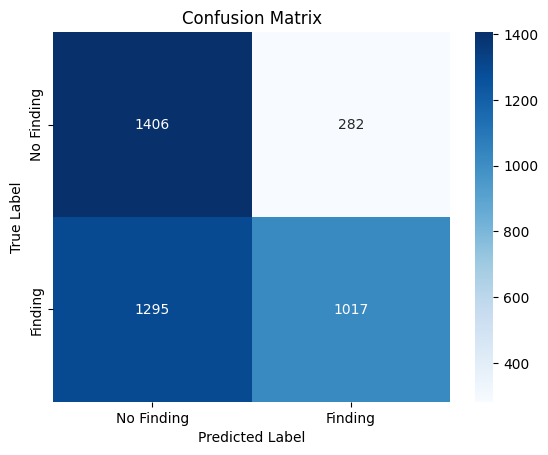 Confusion Matrix
True Label
No Finding
1406
282
Finding
1295
1017
No Finding
Finding
Predicted Label
1400
1200
1000
800
600
400